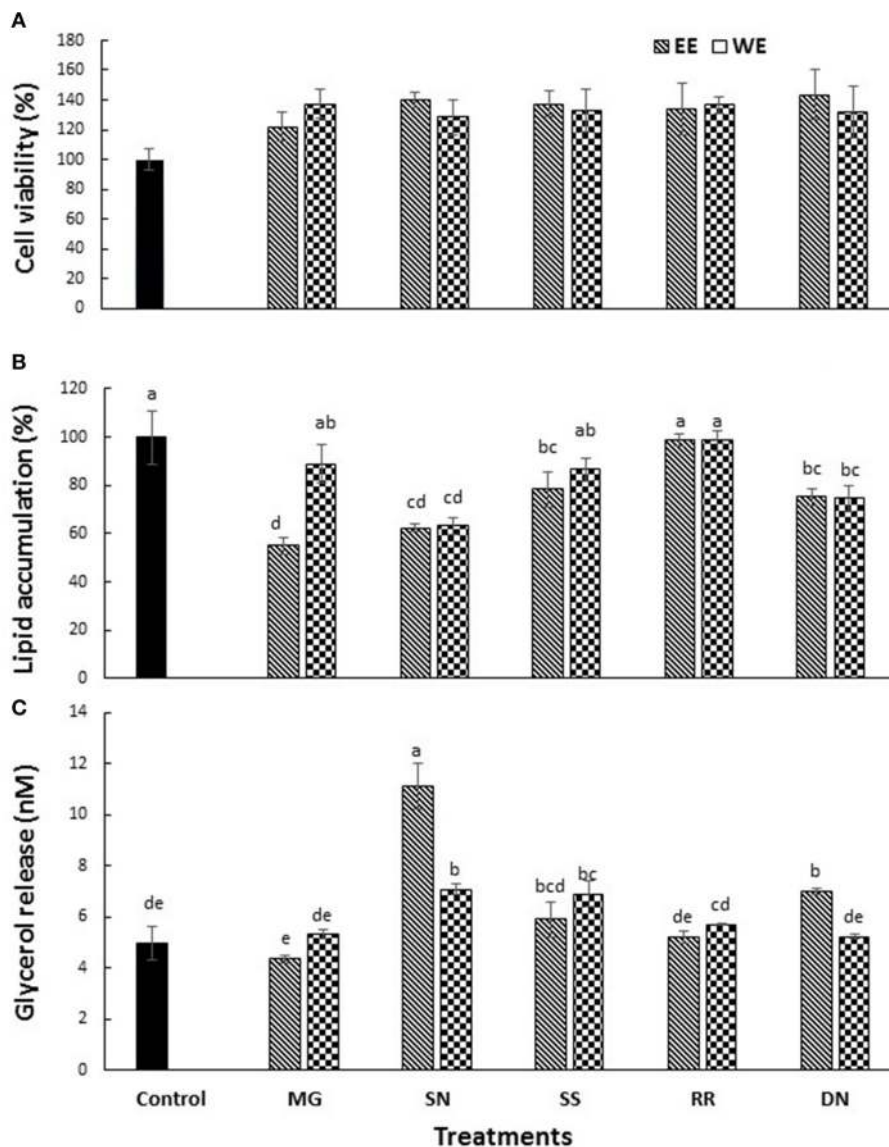 A
EE WE
Cell viability (%)
180
160
140
120
100
80
60
40
20
0
B
Lipid accumulation (%)
120
100
80
60
40
20
0
a
d ab
cd cd
bc ab
a a
bc bc
C
Glycerol release (nM)
14
12
10
8
6
4
2
0
de
e de
a b
bcd bc
de cd
b de
Control MG SN SS RR DN
Treatments